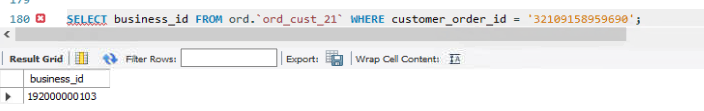 180 SELECT business_id FROM ord.`ord_cust_21` WHERE customer_order_id = '32109158959690';
Result Grid Filter Rows: Export: Wrap Cell Content: IA
business_id
192000000103